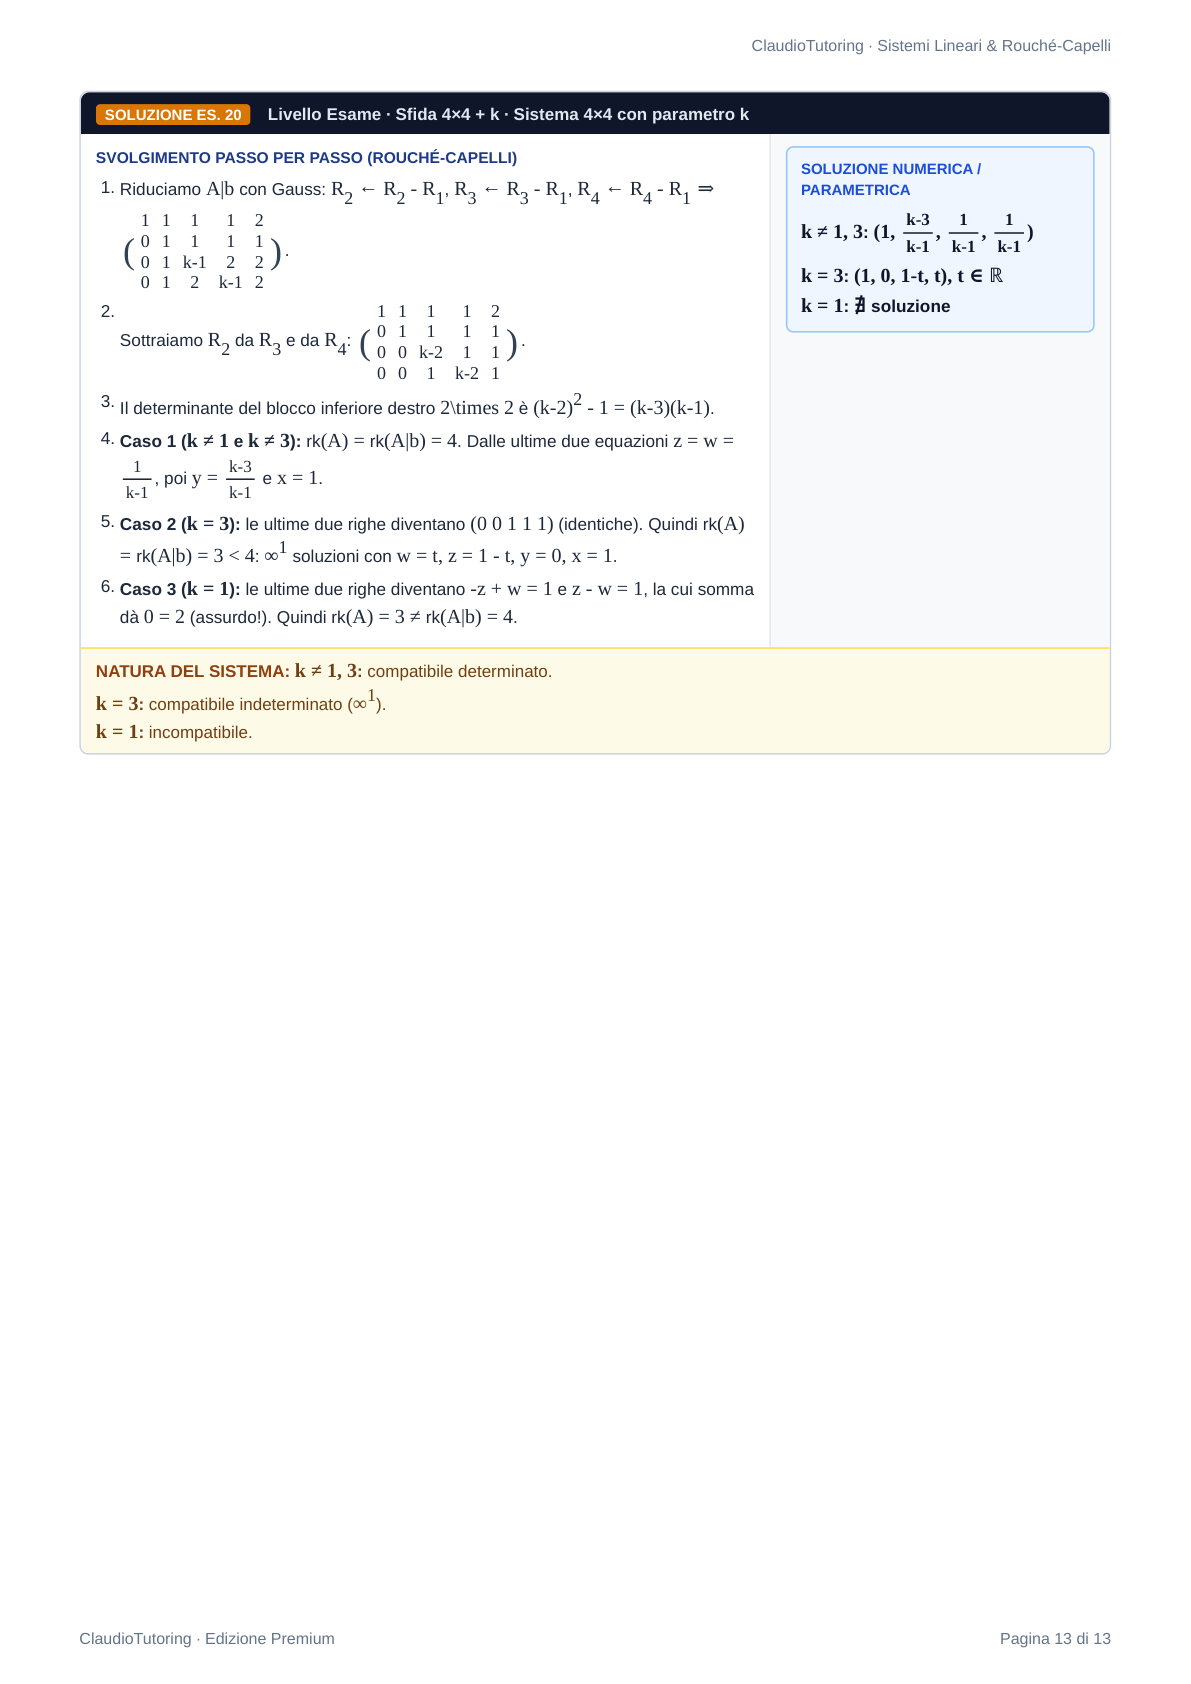 ClaudioTutoring · Sistemi Lineari & Rouché-Capelli
SOLUZIONE ES. 20 Livello Esame · Sfida 4×4 + k · Sistema 4×4 con parametro k
SVOLGIMENTO PASSO PER PASSO (ROUCHÉ-CAPELLI)
1. Riduciamo A|b con Gauss: R2 ← R2 - R1, R3 ← R3 - R1, R4 ← R4 - R1 ⇒
1 1 1 1 2
0 1 1 1 1
( 0 1 k-1 2 2 ).
0 1 2 k-1 2
2. Sottraiamo R2 da R3 e da R4:
1 1 1 1 2
0 1 1 1 1
( 0 0 k-2 1 1 ).
0 0 1 k-2 1
3. Il determinante del blocco inferiore destro 2\times 2 è (k-2)^2 - 1 = (k-3)(k-1).
4. Caso 1 (k ≠ 1 e k ≠ 3): rk(A) = rk(A|b) = 4. Dalle ultime due equazioni z = w =
1/k-1, poi y = k-3/k-1 e x = 1.
5. Caso 2 (k = 3): le ultime due righe diventano (0 0 1 1 1) (identiche). Quindi rk(A)
= rk(A|b) = 3 < 4: ∞^1 soluzioni con w = t, z = 1 - t, y = 0, x = 1.
6. Caso 3 (k = 1): le ultime due righe diventano -z + w = 1 e z - w = 1, la cui somma
dà 0 = 2 (assurdo!). Quindi rk(A) = 3 ≠ rk(A|b) = 4.
SOLUZIONE NUMERICA /
PARAMETRICA
k ≠ 1, 3: (1, k-3/k-1, 1/k-1, 1/k-1)
k = 3: (1, 0, 1-t, t), t ∈ ℝ
k = 1: ∄ soluzione
NATURA DEL SISTEMA: k ≠ 1, 3: compatibile determinato.
k = 3: compatibile indeterminato (∞^1).
k = 1: incompatibile.
ClaudioTutoring · Edizione Premium
Pagina 13 di 13